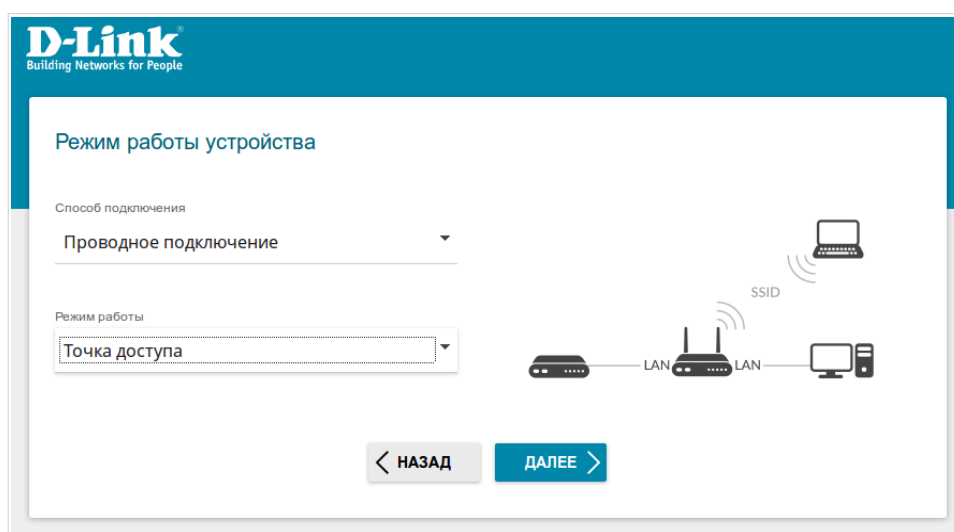 D-Link
Building Networks for People
Режим работы устройства
Способ подключения
Проводное подключение
Режим работы
Точка доступа
SSID
LAN
LAN
НАЗАД
ДАЛЕЕ